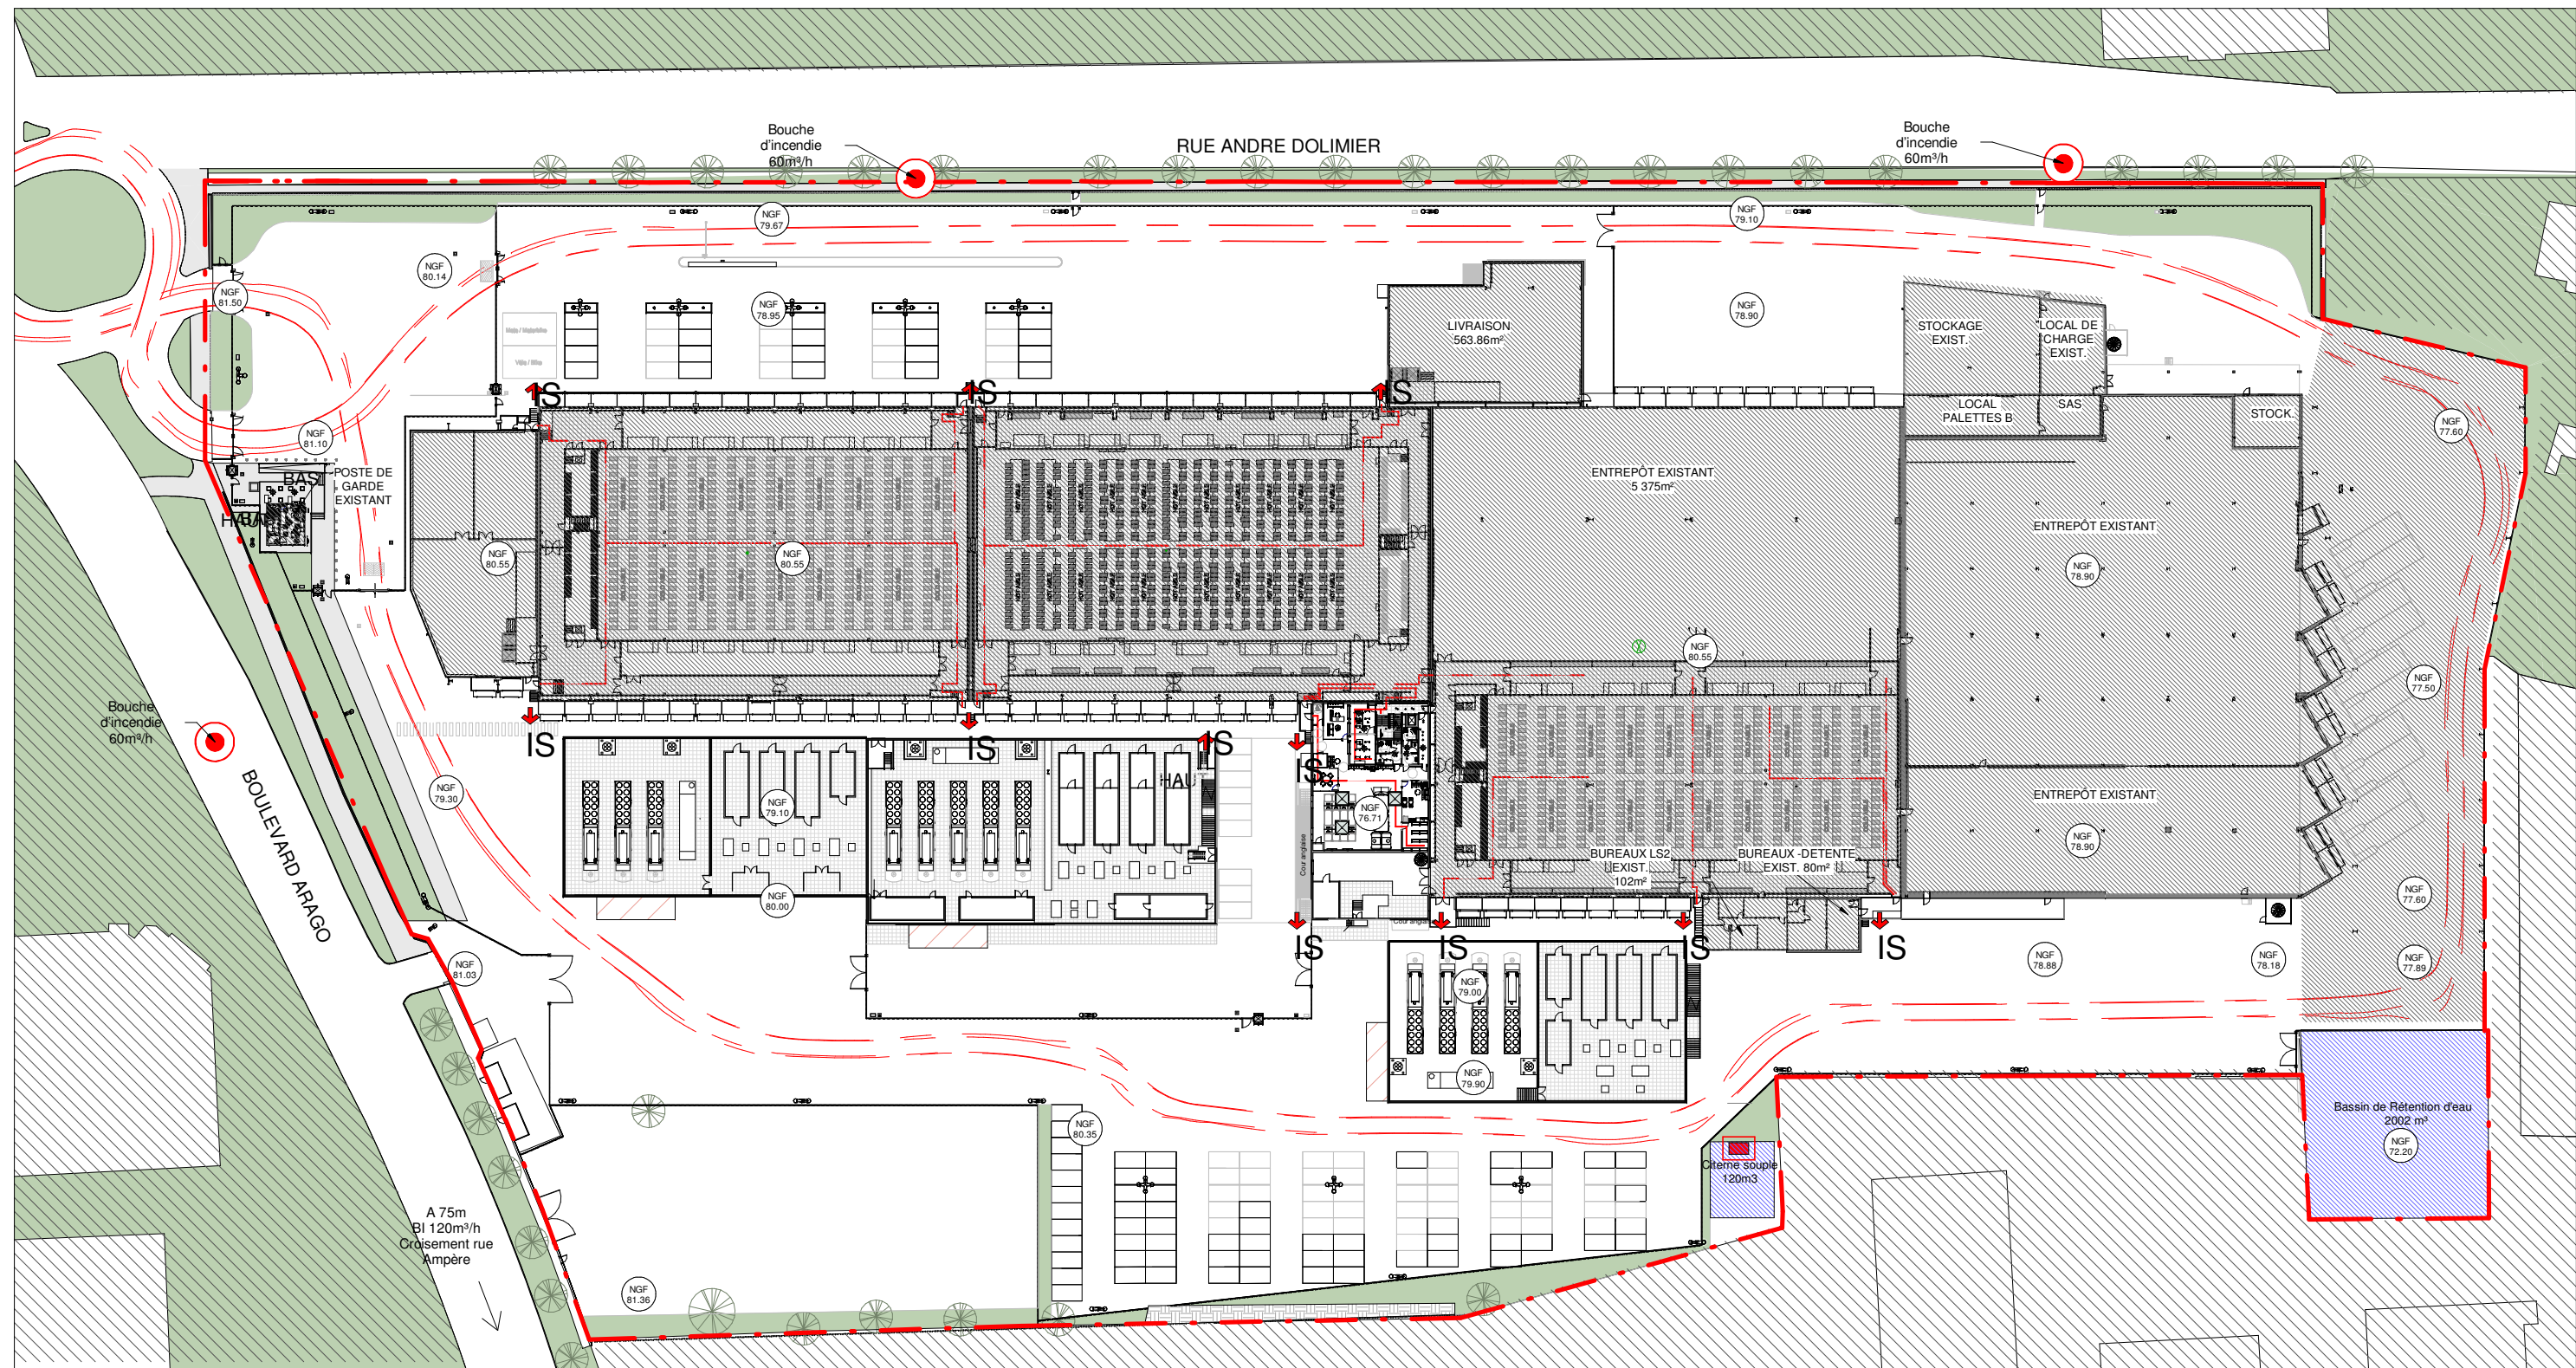 RUE ANDRE DOLIMIER
Bouche
d'incendie
60m³/h
Bouche
d'incendie
60m³/h
NGF
79.67
NGF
79.10
NGF
80.14
NGF
81.50
NGF
78.95
NGF
78.90
LIVRAISON
563.86m²
STOCKAGE
EXIST.
LOCAL DE
CHARGE
EXIST.
IS
IS
IS
LOCAL
PALETTES B
SAS
STOCK.
NGF
77.60
NGF
81.10
POSTE DE
GARDE
EXISTANT
BAS
ENTREPÔT EXISTANT
5 375m²
ENTREPÔT EXISTANT
NGF
80.55
NGF
80.55
NGF
78.90
NGF
80.55
NGF
77.50
Bouche
d'incendie
60m³/h
IS
IS
IS
IS
HAUT
BOULEVARD ARAGO
NGF
79.30
NGF
79.10
NGF
76.71
Cour anglaise
ENTREPÔT EXISTANT
NGF
78.90
BUREAUX LS2
EXIST.
102m²
BUREAUX -DETENTE
EXIST. 80m²
NGF
80.00
NGF
77.60
IS
IS
IS
IS
NGF
81.03
NGF
79.00
NGF
78.88
NGF
78.18
NGF
77.89
NGF
79.90
NGF
80.35
Bassin de Rétention d'eau
2002 m³
NGF
72.20
Citerne souple
120m3
A 75m
BI 120m³/h
Croisement rue
Ampère
NGF
81.36